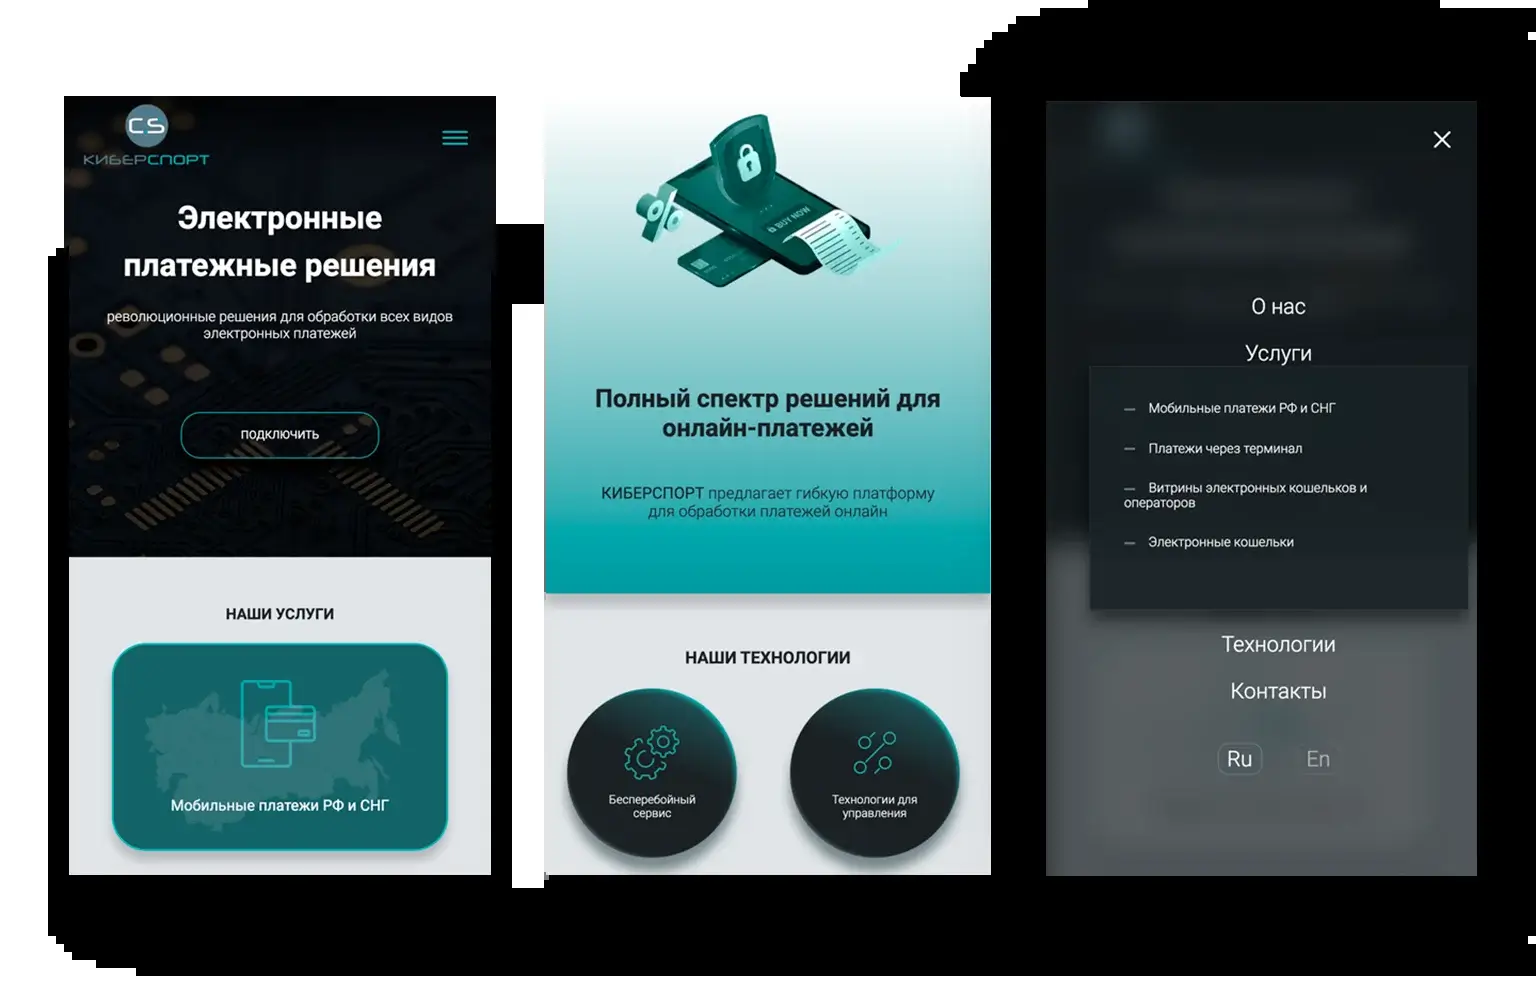 CS
КИБЕРСПОРТ
Электронные
платежные решения
революционные решения для обработки всех видов
электронных платежей
ПОДКЛЮЧИТЬ
НАШИ УСЛУГИ
Мобильные платежи РФ и СНГ
BUY NOW
Полный спектр решений для
онлайн-платежей
КИБЕРСПОРТ предлагает гибкую платформу
для обработки платежей онлайн
НАШИ ТЕХНОЛОГИИ
Бесперебойный
сервис
Технологии для
управления
О нас
Услуги
— Мобильные платежи РФ и СНГ
— Платежи через терминал
— Витрины электронных кошельков и
операторов
— Электронные кошельки
Технологии
Контакты
Ru En